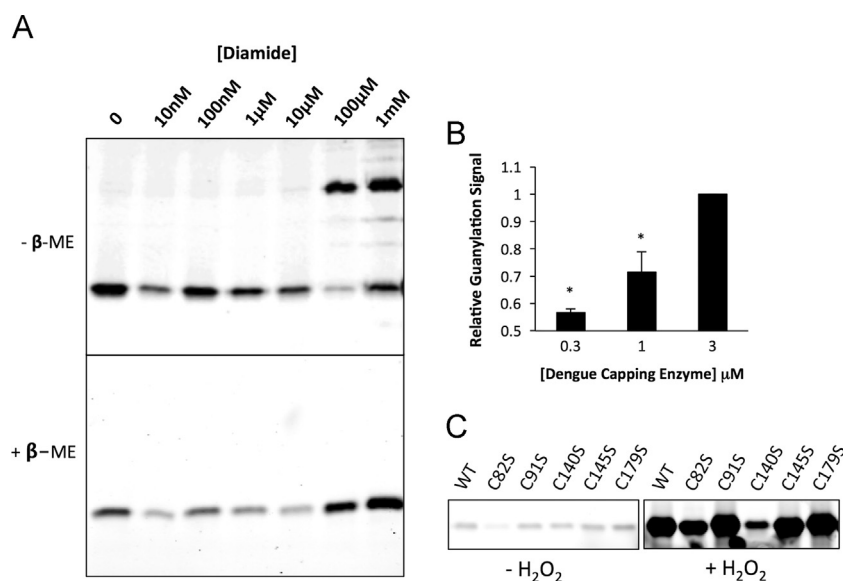 A
[Diamide]
0 10nM 100nM 1µM 10µM 100µM 1mM
- β-ME
+ β-ME
B
Relative Guanylation Signal
1.1
1
0.9
0.8
0.7
0.6
0.5
*
*
0.3 1 3
[Dengue Capping Enzyme] µM
C
WT C82S C91S C140S C145S C179S WT C82S C91S C140S C145S C179S
- H₂O₂ + H₂O₂